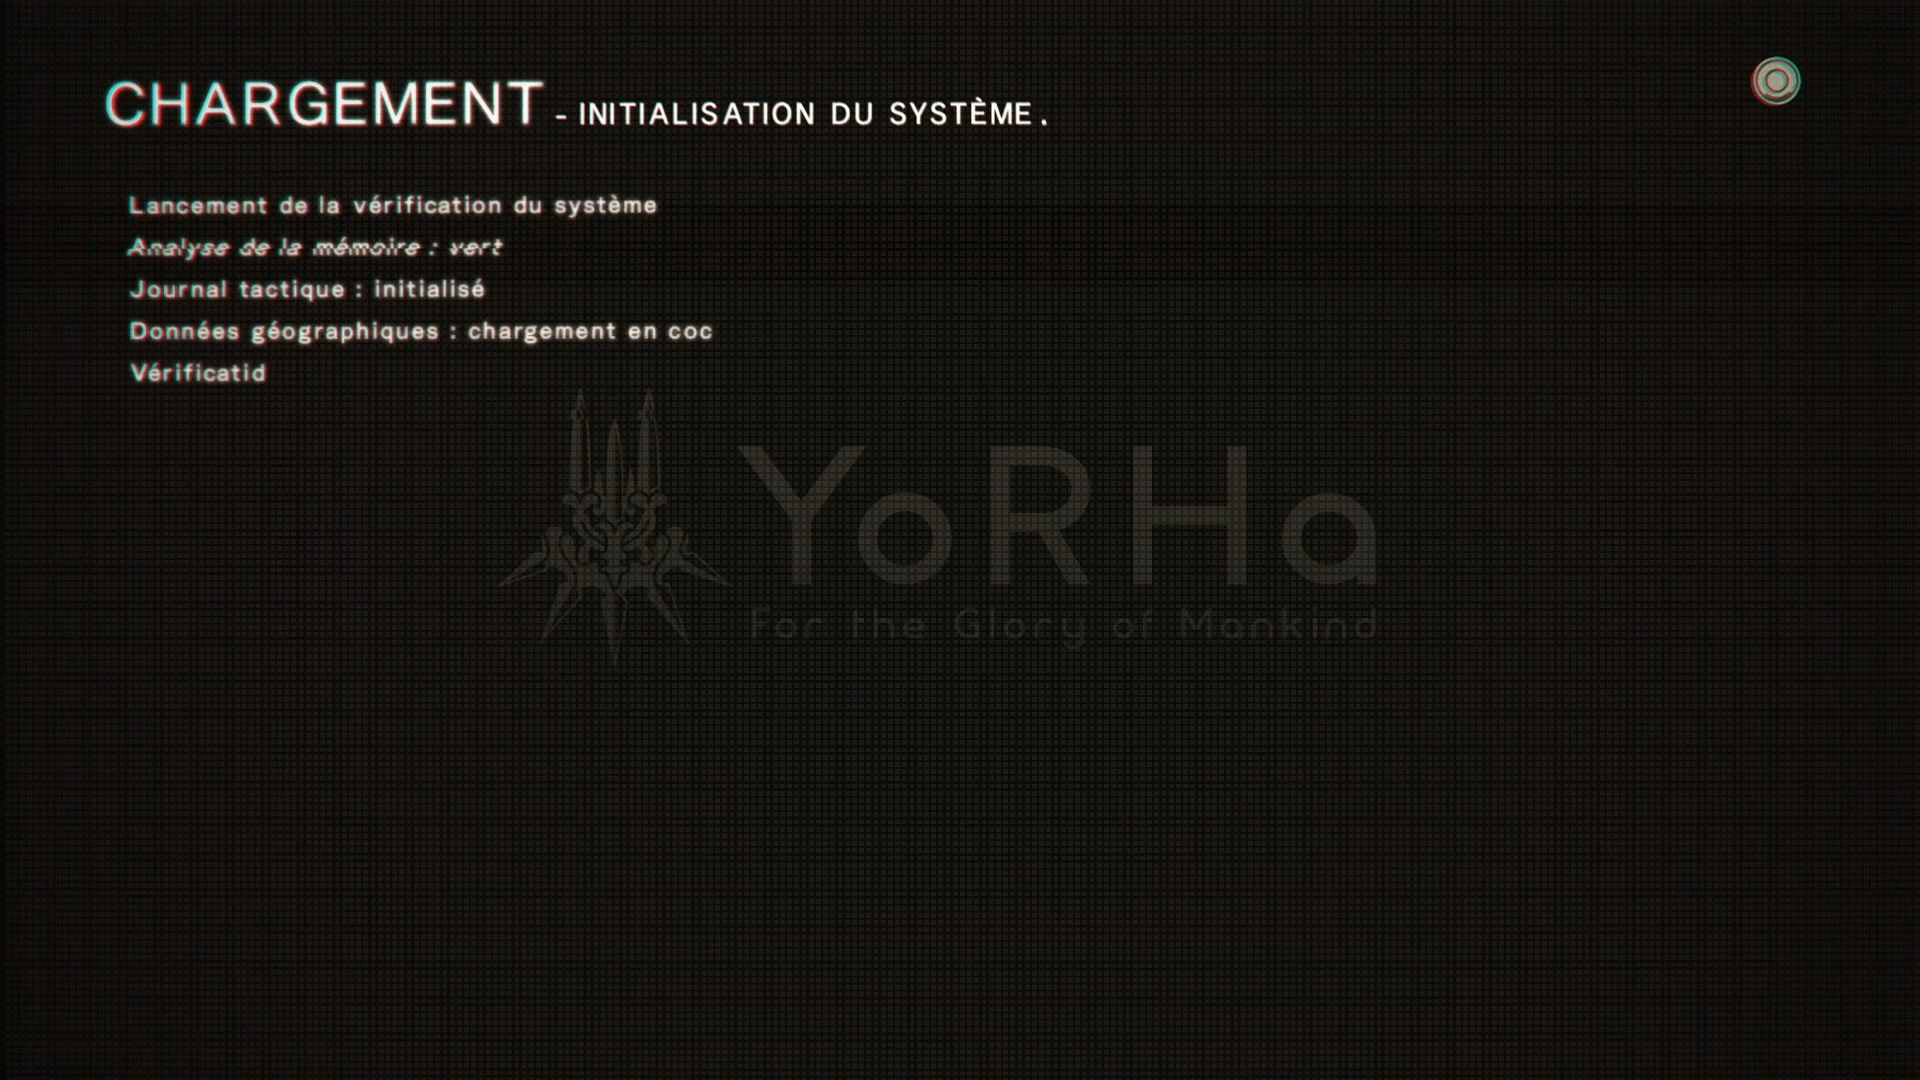 CHARGEMENT - INITIALISATION DU SYSTÈME.
Lancement de la vérification du système
Analyse de la mémoire : vert
Journal tactique : initialisé
Données géographiques : chargement en coc
Vérificatid
YoRHa
For the Glory of Mankind